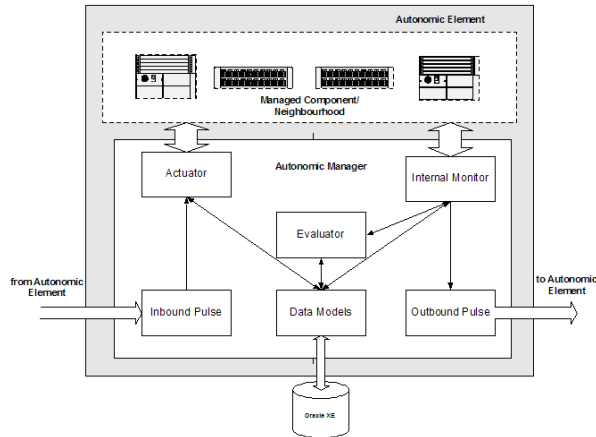 Autonomic Element
Managed Component/
Neighbourhood
Autonomic Manager
Actuator
Internal Monitor
Evaluator
from Autonomic
Element
to Autonomic
Element
Inbound Pulse
Data Models
Outbound Pulse
Oracle XE